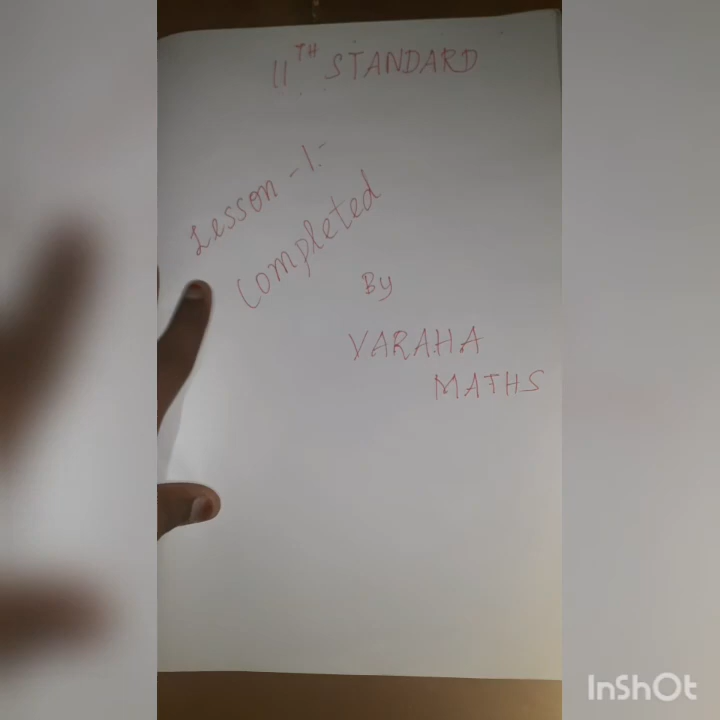 11TH STANDARD
Lesson - 1:-
Completed
By
VARAHA
MATHS
InShOt